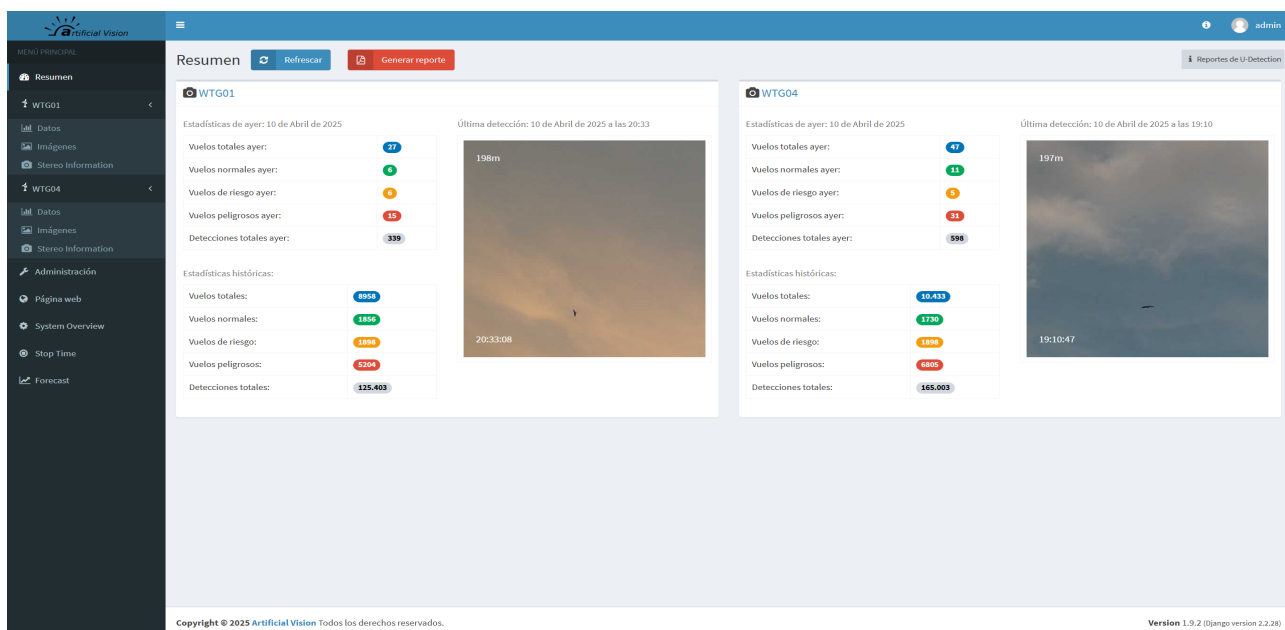 Artificial Vision
admin
MENÚ PRINCIPAL
Resumen
WTG01
Datos
Imágenes
Stereo Information
WTG04
Datos
Imágenes
Stereo Information
Administración
Página web
System Overview
Stop Time
Forecast
Resumen
Refrescar
Generar reporte
Reportes de U-Detection
WTG01
Estadísticas de ayer: 10 de Abril de 2025
Vuelos totales ayer: 27
Vuelos normales ayer: 6
Vuelos de riesgo ayer: 6
Vuelos peligrosos ayer: 15
Detecciones totales ayer: 339
Estadísticas históricas:
Vuelos totales: 8958
Vuelos normales: 1856
Vuelos de riesgo: 1898
Vuelos peligrosos: 5204
Detecciones totales: 125.403
Última detección: 10 de Abril de 2025 a las 20:33
198m
20:33:08
WTG04
Estadísticas de ayer: 10 de Abril de 2025
Vuelos totales ayer: 47
Vuelos normales ayer: 11
Vuelos de riesgo ayer: 5
Vuelos peligrosos ayer: 31
Detecciones totales ayer: 598
Estadísticas históricas:
Vuelos totales: 10.433
Vuelos normales: 1730
Vuelos de riesgo: 1898
Vuelos peligrosos: 6805
Detecciones totales: 165.003
Última detección: 10 de Abril de 2025 a las 19:10
197m
19:10:47
Copyright © 2025 Artificial Vision Todos los derechos reservados.
Version 1.9.2 (Django version 2.2.28)